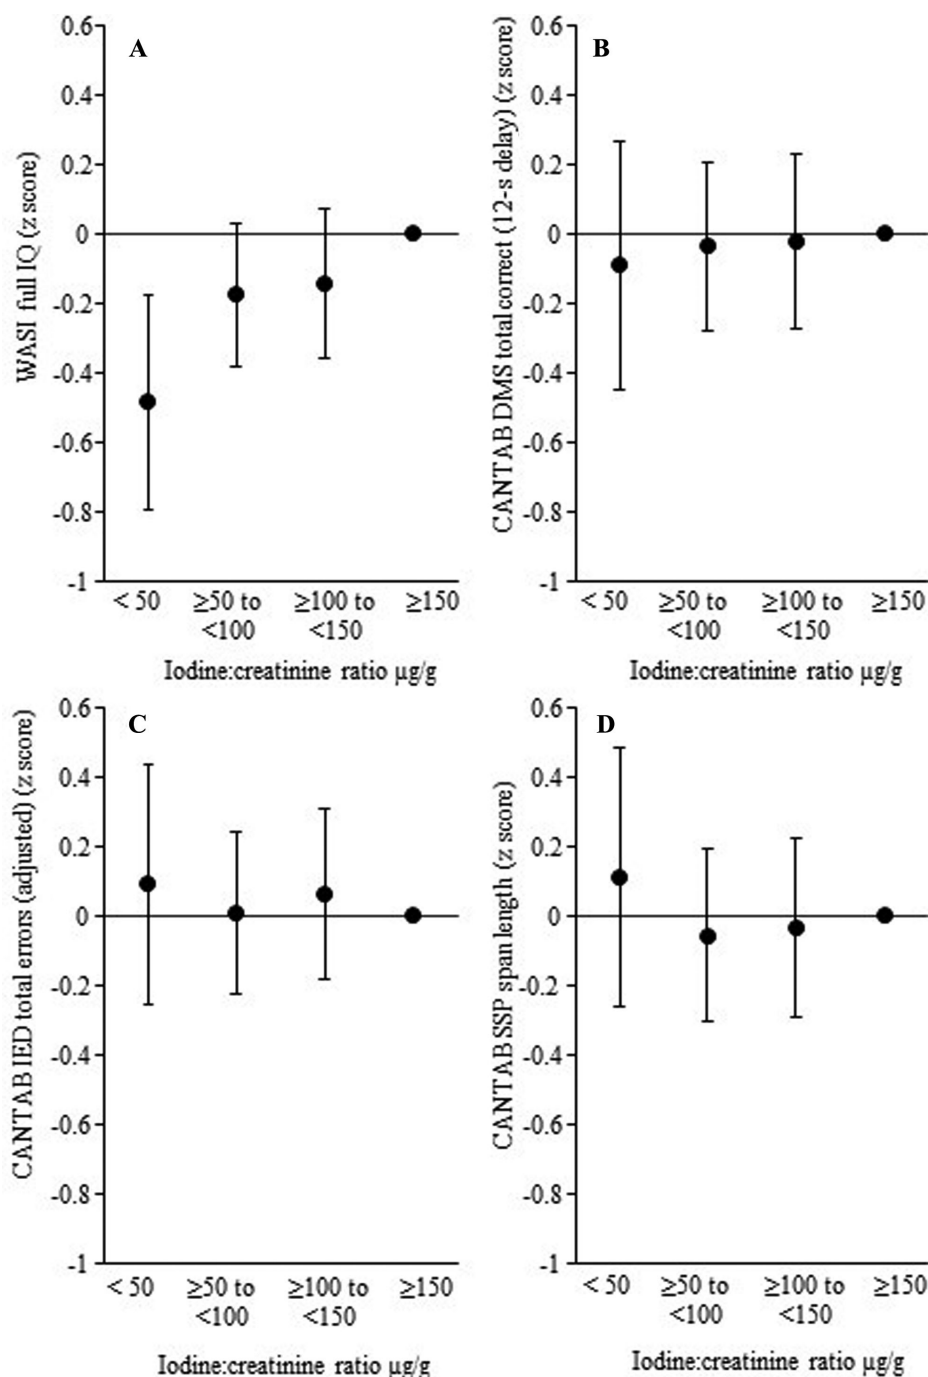 A
WASI full IQ (z score)
0.6
0.4
0.2
0
-0.2
-0.4
-0.6
-0.8
-1
< 50
≥50 to
<100
≥100 to
<150
≥150
Iodine:creatinine ratio µg/g
B
CANTAB DMS total correct (12-s delay) (z score)
0.6
0.4
0.2
0
-0.2
-0.4
-0.6
-0.8
-1
< 50
≥50 to
<100
≥100 to
<150
≥150
Iodine:creatinine ratio µg/g
C
CANTAB IED total errors (adjusted) (z score)
0.6
0.4
0.2
0
-0.2
-0.4
-0.6
-0.8
-1
< 50
≥50 to
<100
≥100 to
<150
≥150
Iodine:creatinine ratio µg/g
D
CANTAB SSP span length (z score)
0.6
0.4
0.2
0
-0.2
-0.4
-0.6
-0.8
-1
< 50
≥50 to
<100
≥100 to
<150
≥150
Iodine:creatinine ratio µg/g